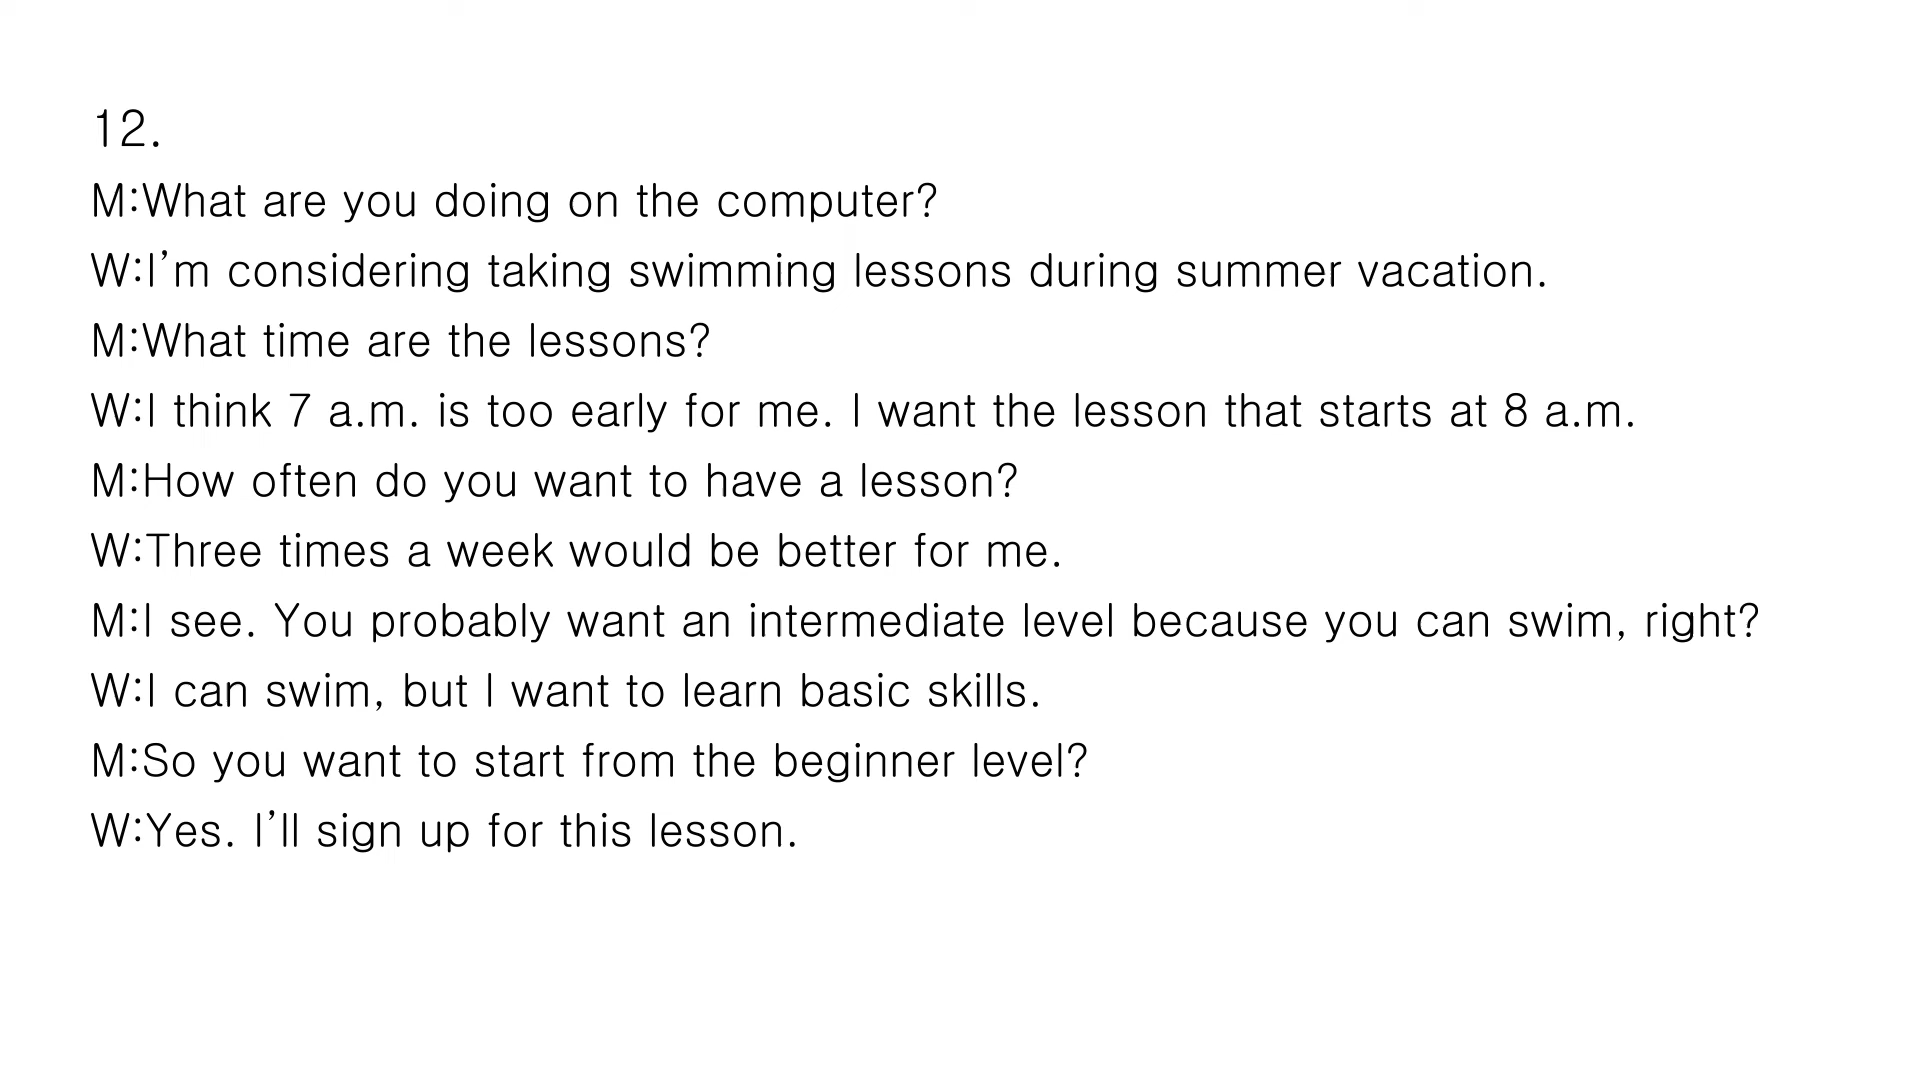 12.
M:What are you doing on the computer?
W:I’m considering taking swimming lessons during summer vacation.
M:What time are the lessons?
W:I think 7 a.m. is too early for me. I want the lesson that starts at 8 a.m.
M:How often do you want to have a lesson?
W:Three times a week would be better for me.
M:I see. You probably want an intermediate level because you can swim, right?
W:I can swim, but I want to learn basic skills.
M:So you want to start from the beginner level?
W:Yes. I’ll sign up for this lesson.